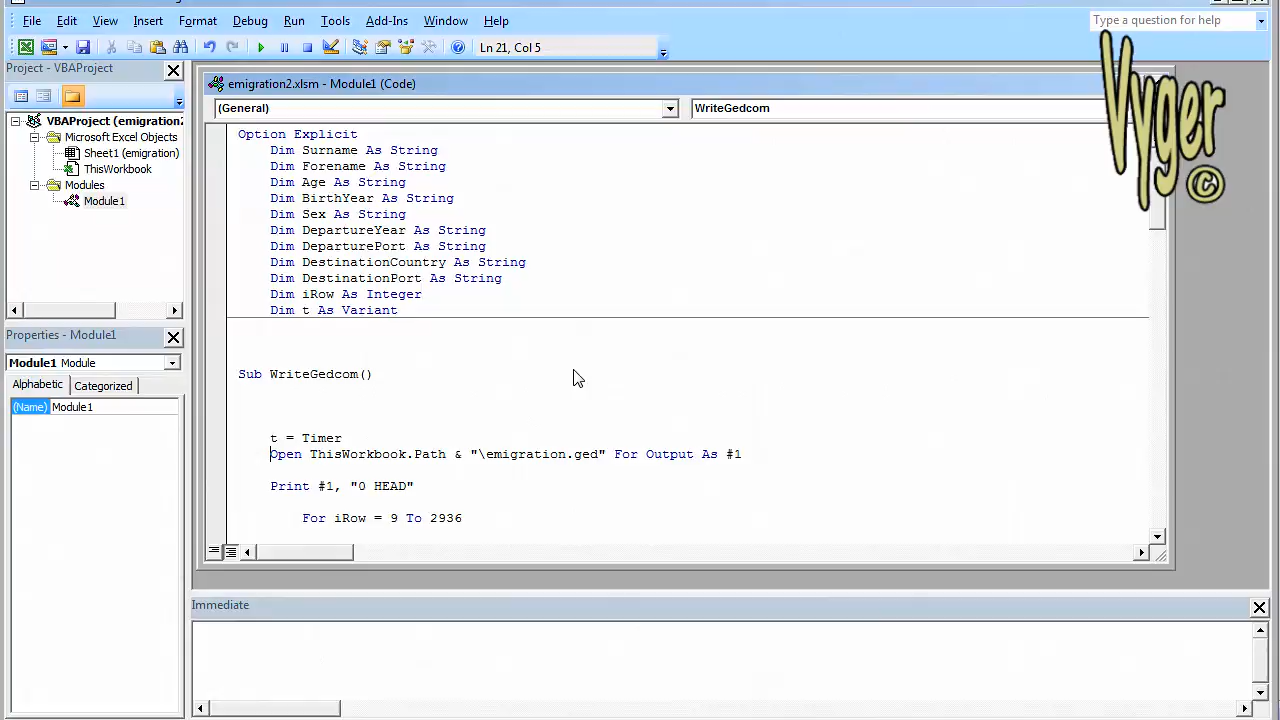 File Edit View Insert Format Debug Run Tools Add-Ins Window Help
Type a question for help
Ln 21, Col 5
Project - VBAProject
VBAProject (emigration2
Microsoft Excel Objects
Sheet1 (emigration)
ThisWorkbook
Modules
Module1
Properties - Module1
Module1 Module
Alphabetic Categorized
(Name) Module1
emigration2.xlsm - Module1 (Code)
(General) WriteGedcom
Option Explicit
Dim Surname As String
Dim Forename As String
Dim Age As String
Dim BirthYear As String
Dim Sex As String
Dim DepartureYear As String
Dim DeparturePort As String
Dim DestinationCountry As String
Dim DestinationPort As String
Dim iRow As Integer
Dim t As Variant
Sub WriteGedcom()
t = Timer
Open ThisWorkbook.Path & "\emigration.ged" For Output As #1
Print #1, "0 HEAD"
For iRow = 9 To 2936
Immediate
Vyger ©